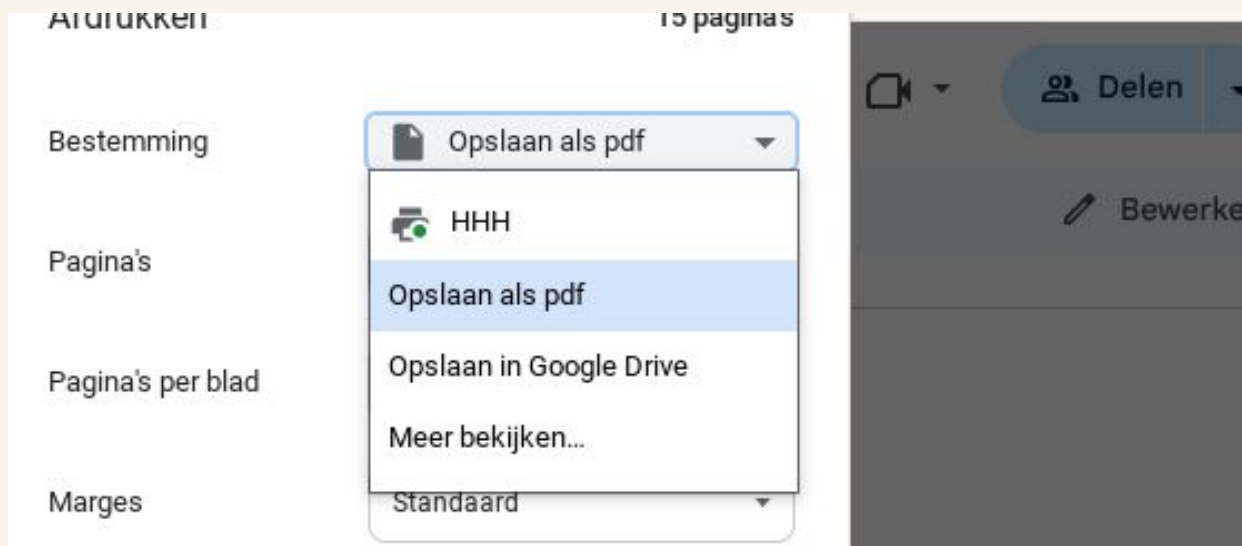 Afdrukken 15 pagina's
Delen
Bestemming Opslaan als pdf
HHH
Bewerke
Pagina's
Opslaan als pdf
Opslaan in Google Drive
Pagina's per blad
Meer bekijken...
Marges Standaard